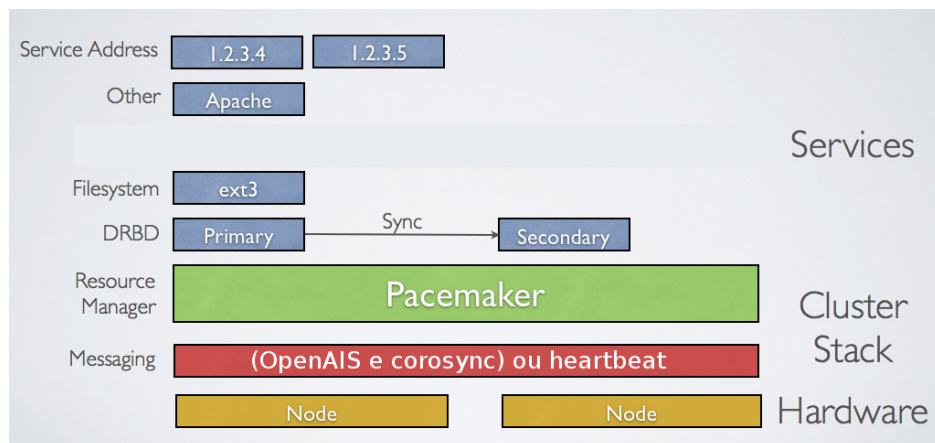 Service Address 1.2.3.4 1.2.3.5
Other Apache
Services
Filesystem ext3
Sync
DRBD Primary Secondary
Resource
Manager
Pacemaker
Cluster
Stack
Messaging (OpenAIS e corosync) ou heartbeat
Node Node Hardware